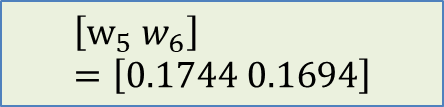 [w₅ w₆]
= [0.1744 0.1694]